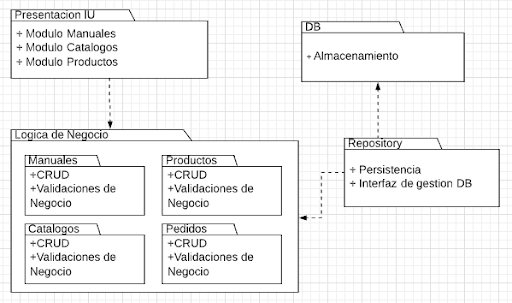 Presentacion IU
+ Modulo Manuales
+ Modulo Catalogos
+ Modulo Productos
DB
+ Almacenamiento
Logica de Negocio
Manuales
+CRUD
+Validaciones de
Negocio
Productos
+CRUD
+Validaciones de
Negocio
Catalogos
+CRUD
+Validaciones de
Negocio
Pedidos
+CRUD
+Validaciones de
Negocio
Repository
+ Persistencia
+ Interfaz de gestion DB